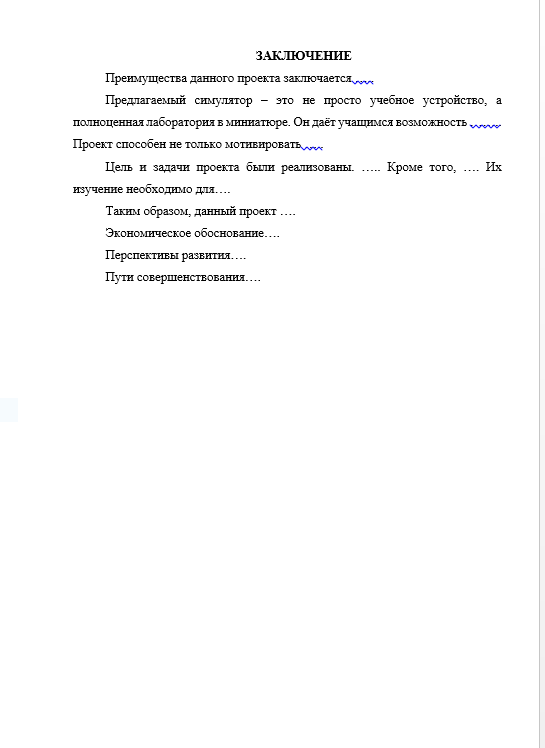 ЗАКЛЮЧЕНИЕ
Преимущества данного проекта заключается....
Предлагаемый симулятор – это не просто учебное устройство, а
полноценная лаборатория в миниатюре. Он даёт учащимся возможность ......
Проект способен не только мотивировать....
Цель и задачи проекта были реализованы. ….. Кроме того, …. Их
изучение необходимо для….
Таким образом, данный проект ….
Экономическое обоснование….
Перспективы развития….
Пути совершенствования….